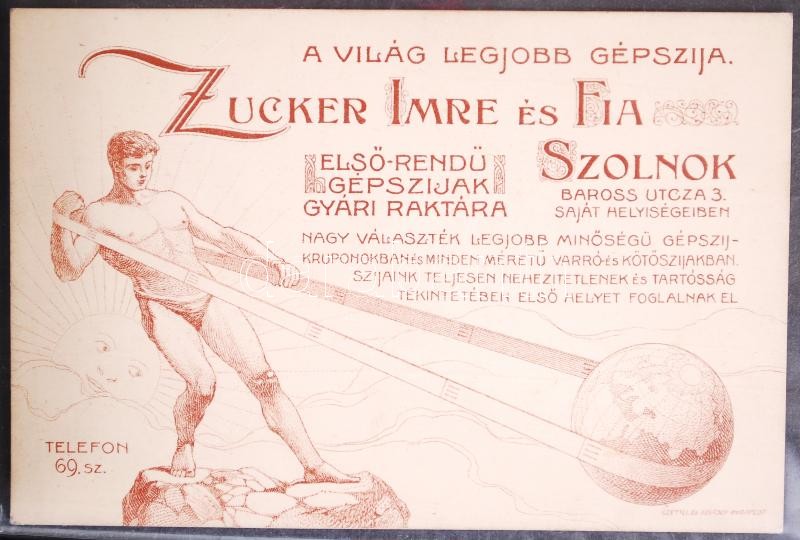 A VILÁG LEGJOBB GÉPSZIJA.
ZUCKER IMRE ÉS FIA
ELSŐ-RENDŰ
GÉPSZIJAK
GYÁRI RAKTÁRA
SZOLNOK
BAROSS UTCZA 3.
SAJÁT HELYISÉGEIBEN
NAGY VÁLASZTÉK LEGJOBB MINŐSÉGŰ GÉPSZIJ-
KRUPONOKBAN ÉS MINDEN MÉRETŰ VARRÓ- ÉS KÖTŐSZIJAKBAN.
SZIJAINK TELJESEN NEHEZITETLENEK ÉS TARTÓSSÁG
TEKINTETÉBEN ELSŐ HELYET FOGLALNAK EL
TELEFON
69. SZ.
BUDAPEST